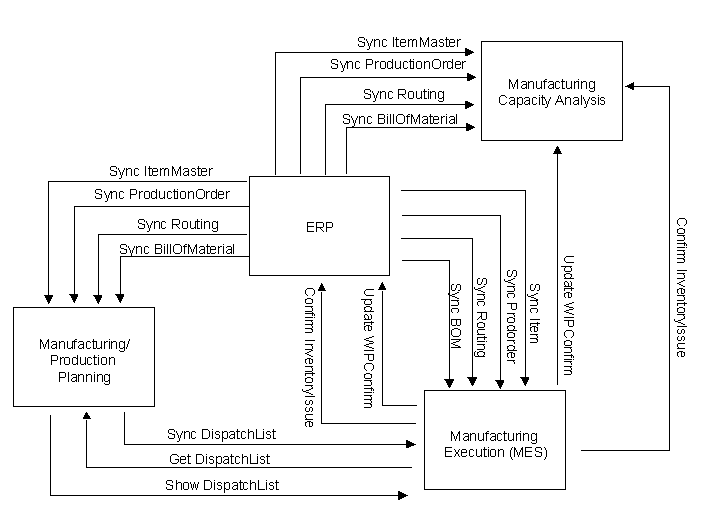 Sync ItemMaster
Sync ProductionOrder
Sync Routing
Sync BillOfMaterial
Manufacturing
Capacity Analysis
Sync ItemMaster
Sync ProductionOrder
Sync Routing
Sync BillOfMaterial
ERP
Confirm InventoryIssue
Update WIPConfirm
Sync BOM
Sync Routing
Sync Prodorder
Sync Item
Update WIPConfirm
Confirm InventoryIssue
Manufacturing/
Production
Planning
Sync DispatchList
Get DispatchList
Show DispatchList
Manufacturing
Execution (MES)